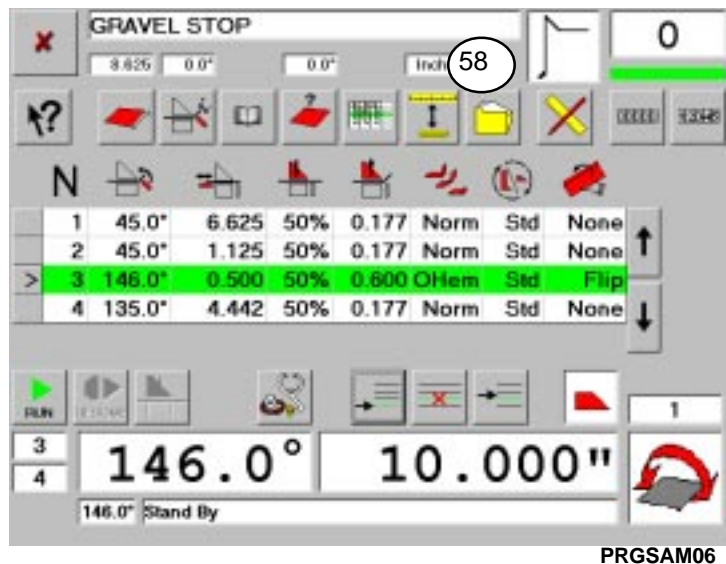 GRAVEL STOP
0
8.625 0.0° 0.0° Inch 58
N
1 45.0° 6.625 50% 0.177 Norm Std None
2 45.0° 1.125 50% 0.177 Norm Std None
> 3 146.0° 0.500 50% 0.600 OHem Std Flip
4 135.0° 4.442 50% 0.177 Norm Std None
RUN
1
3
4
146.0° 10.000"
146.0° Stand By
PRGSAM06